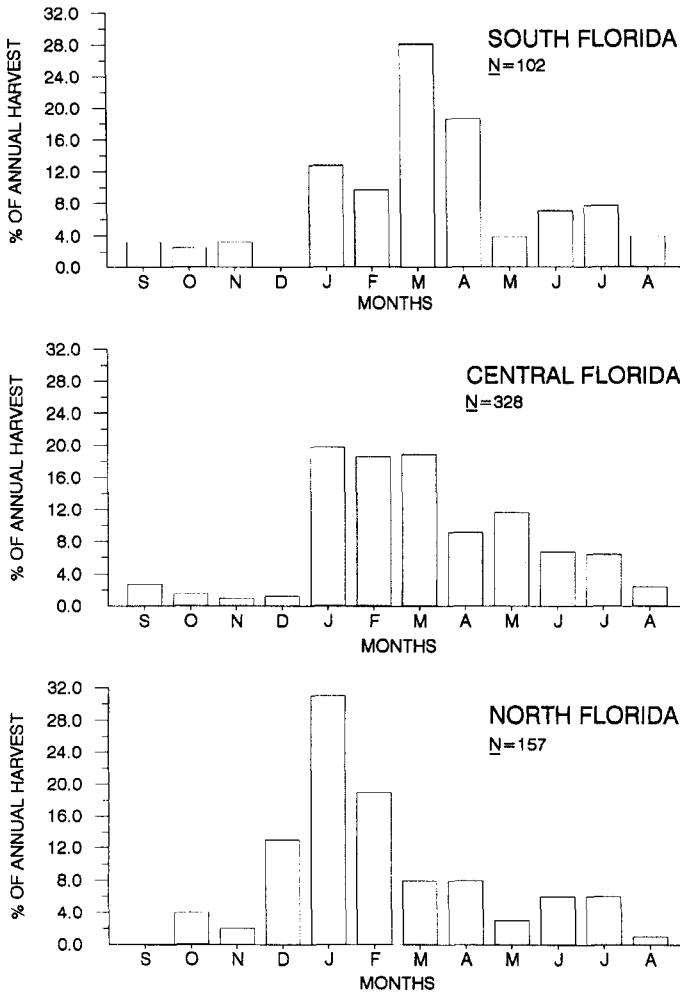 SOUTH FLORIDA
N=102
% OF ANNUAL HARVEST
32.0
28.0
24.0
20.0
16.0
12.0
8.0
4.0
0.0
S O N D J F M A M J J A
MONTHS
CENTRAL FLORIDA
N=328
% OF ANNUAL HARVEST
32.0
28.0
24.0
20.0
16.0
12.0
8.0
4.0
0.0
S O N D J F M A M J J A
MONTHS
NORTH FLORIDA
N=157
% OF ANNUAL HARVEST
32.0
28.0
24.0
20.0
16.0
12.0
8.0
4.0
0.0
S O N D J F M A M J J A
MONTHS